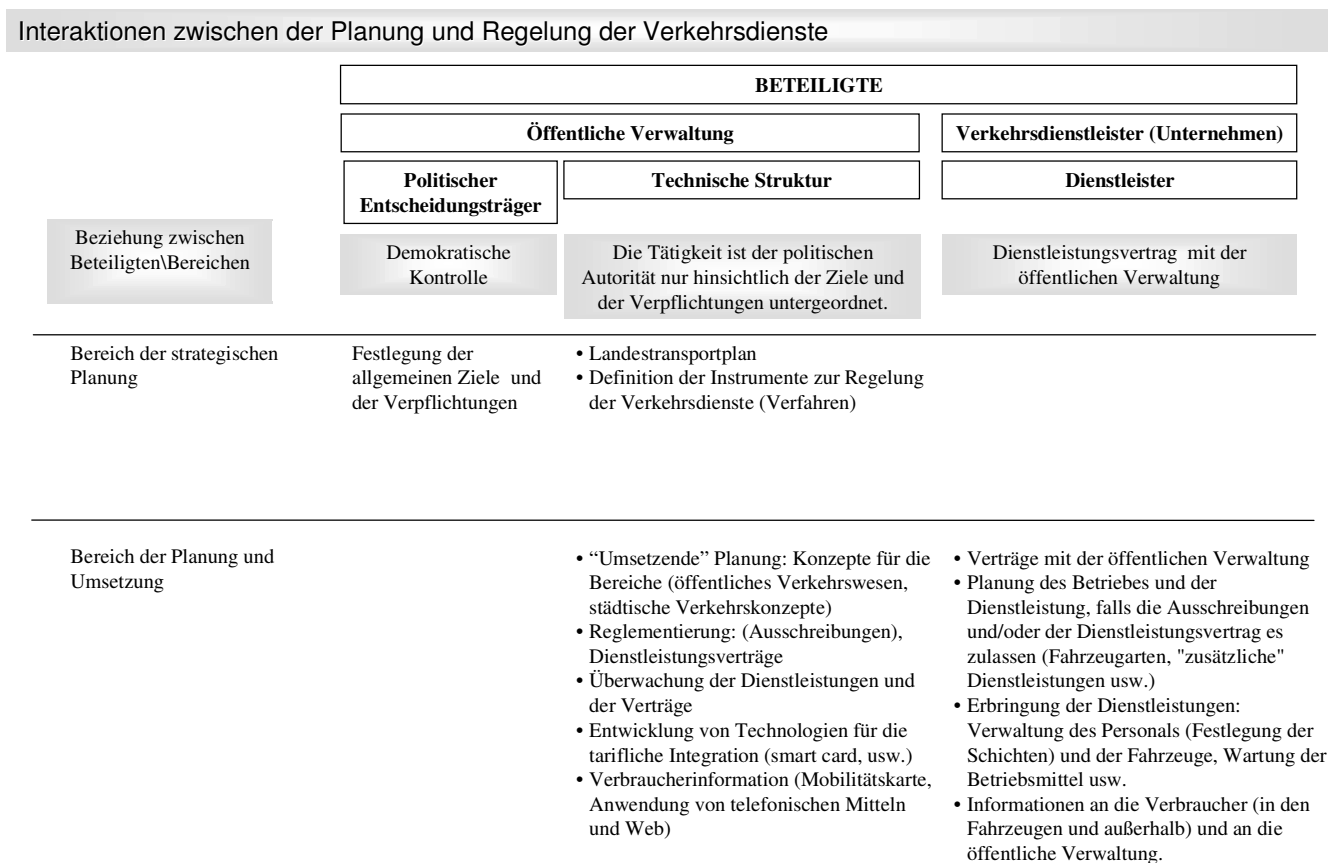 Interaktionen zwischen der Planung und Regelung der Verkehrsdienste
BETEILIGTE
Öffentliche Verwaltung
Verkehrsdienstleister (Unternehmen)
Politischer
Entscheidungsträger
Technische Struktur
Dienstleister
Beziehung zwischen
Beteiligten\Bereichen
Demokratische
Kontrolle
Die Tätigkeit ist der politischen
Autorität nur hinsichtlich der Ziele und
der Verpflichtungen untergeordnet.
Dienstleistungsvertrag mit der
öffentlichen Verwaltung
Bereich der strategischen
Planung
Festlegung der
allgemeinen Ziele und
der Verpflichtungen
• Landestransportplan
• Definition der Instrumente zur Regelung
der Verkehrsdienste (Verfahren)
Bereich der Planung und
Umsetzung
• “Umsetzende” Planung: Konzepte für die
Bereiche (öffentliches Verkehrswesen,
städtische Verkehrskonzepte)
• Reglementierung: (Ausschreibungen),
Dienstleistungsverträge
• Überwachung der Dienstleistungen und
der Verträge
• Entwicklung von Technologien für die
tarifliche Integration (smart card, usw.)
• Verbraucherinformation (Mobilitätskarte,
Anwendung von telefonischen Mitteln
und Web)
• Verträge mit der öffentlichen Verwaltung
• Planung des Betriebes und der
Dienstleistung, falls die Ausschreibungen
und/oder der Dienstleistungsvertrag es
zulassen (Fahrzeugarten, "zusätzliche"
Dienstleistungen usw.)
• Erbringung der Dienstleistungen:
Verwaltung des Personals (Festlegung der
Schichten) und der Fahrzeuge, Wartung der
Betriebsmittel usw.
• Informationen an die Verbraucher (in den
Fahrzeugen und außerhalb) und an die
öffentliche Verwaltung.